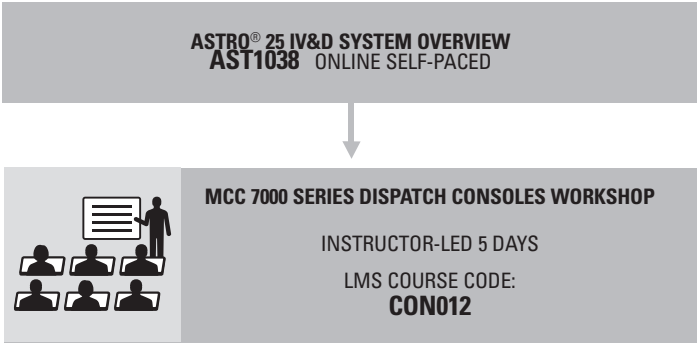 ASTRO® 25 IV&D SYSTEM OVERVIEW
AST1038 ONLINE SELF-PACED
MCC 7000 SERIES DISPATCH CONSOLES WORKSHOP
INSTRUCTOR-LED 5 DAYS
LMS COURSE CODE:
CON012